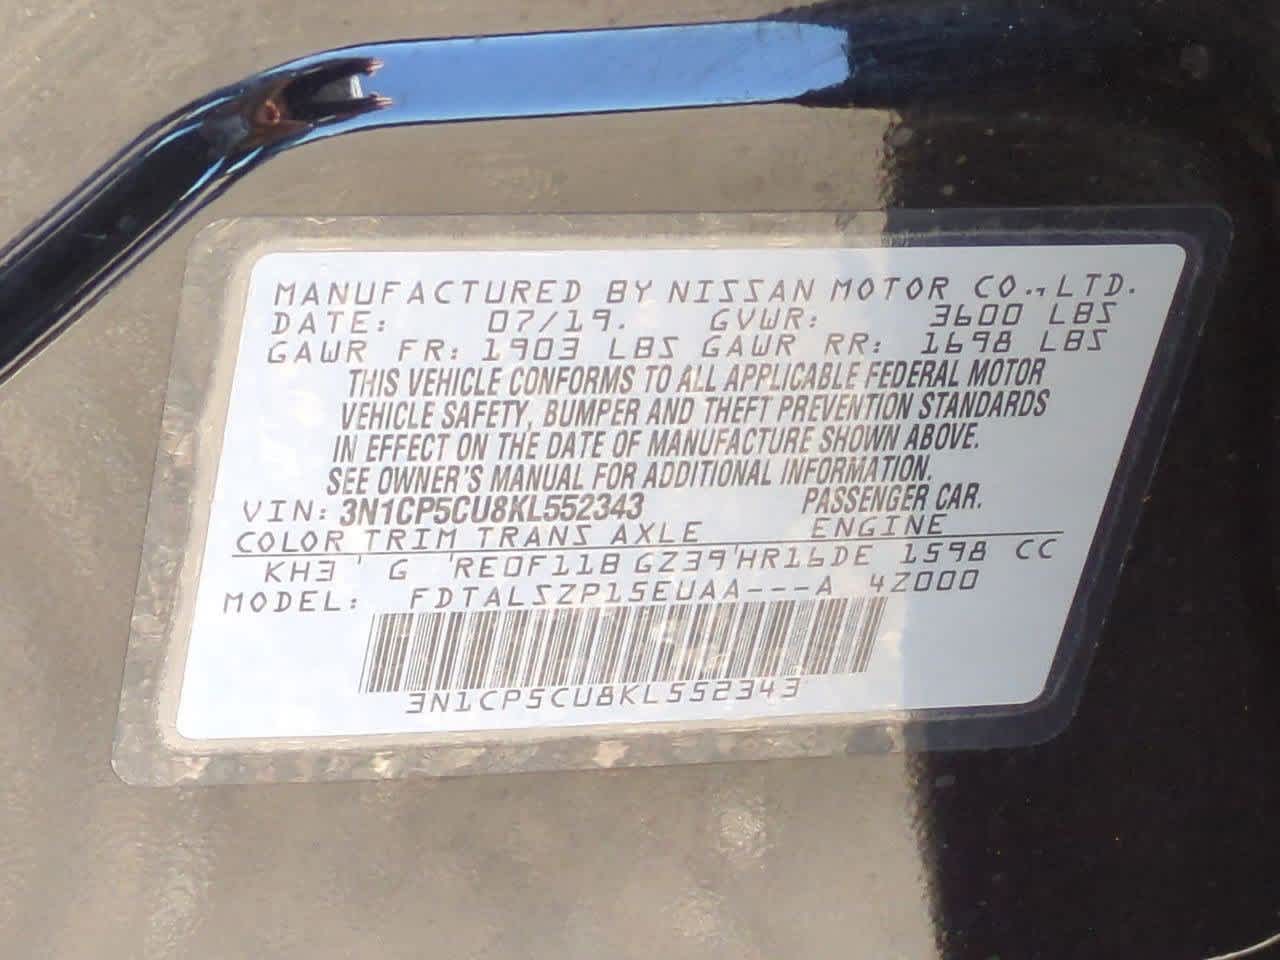 MANUFACTURED BY NISSAN MOTOR CO., LTD.
DATE: 07/19. GVWR: 3600 LBS
GAWR FR: 1903 LBS GAWR RR: 1698 LBS
THIS VEHICLE CONFORMS TO ALL APPLICABLE FEDERAL MOTOR
VEHICLE SAFETY, BUMPER AND THEFT PREVENTION STANDARDS
IN EFFECT ON THE DATE OF MANUFACTURE SHOWN ABOVE.
SEE OWNER'S MANUAL FOR ADDITIONAL INFORMATION.
VIN: 3N1CP5CU8KL552343 PASSENGER CAR.
COLOR TRIM TRANS AXLE ENGINE
KH3 ' G 'RE0F11B GZ39'HR16DE 1598 CC
MODEL: FDTALSZP15EUAA---A 4Z000
3N1CP5CU8KL552343